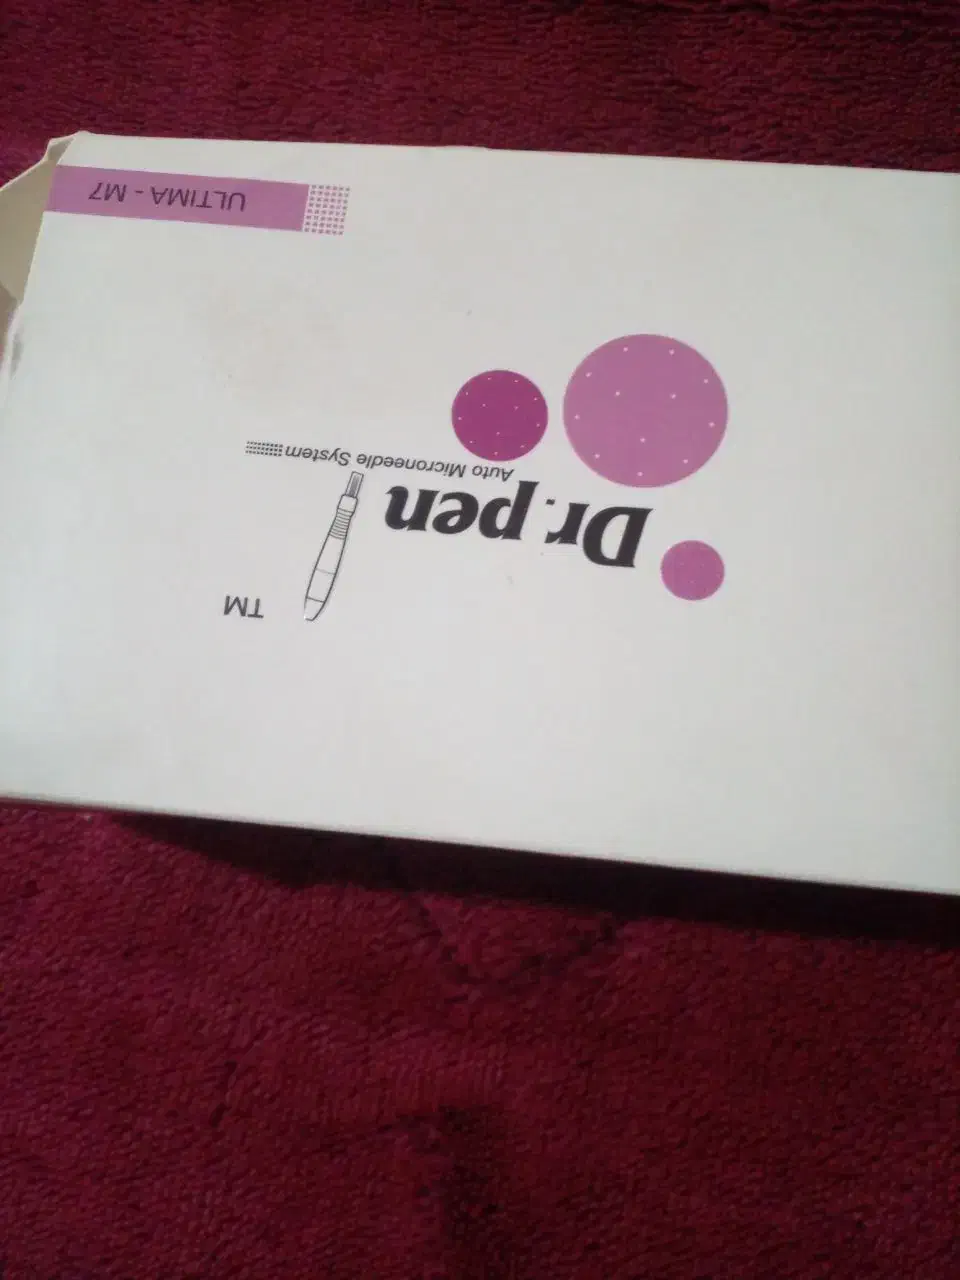 Dr.pen
TM
Auto Microneedle System
ULTIMA - M7